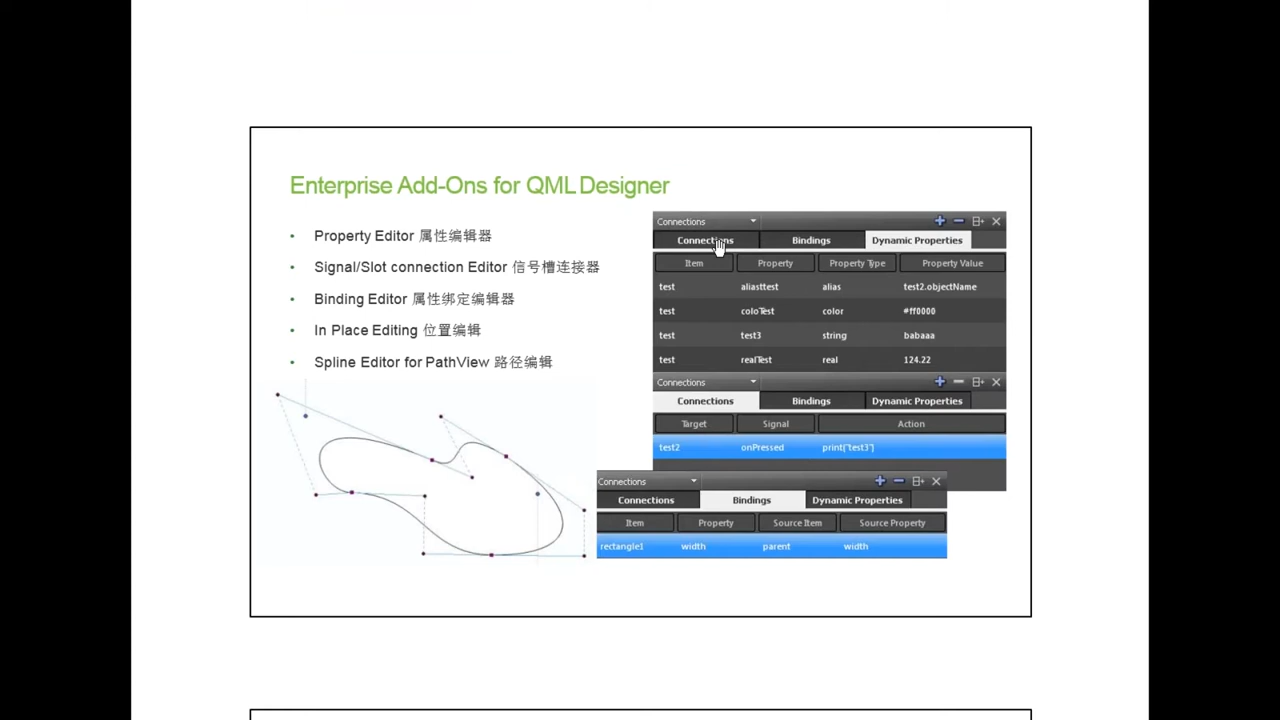 Enterprise Add-Ons for QML Designer
• Property Editor 属性编辑器
• Signal/Slot connection Editor 信号槽连接器
• Binding Editor 属性绑定编辑器
• In Place Editing 位置编辑
• Spline Editor for PathView 路径编辑
Connections
Connections Bindings Dynamic Properties
Item Property Property Type Property Value
test aliasttest alias test2.objectName
test coloTest color #ff0000
test test3 string babaaa
test realTest real 124.22
Connections
Connections Bindings Dynamic Properties
Target Signal Action
test2 onPressed print("test3")
Connections
Connections Bindings Dynamic Properties
Item Property Source Item Source Property
rectangle1 width parent width